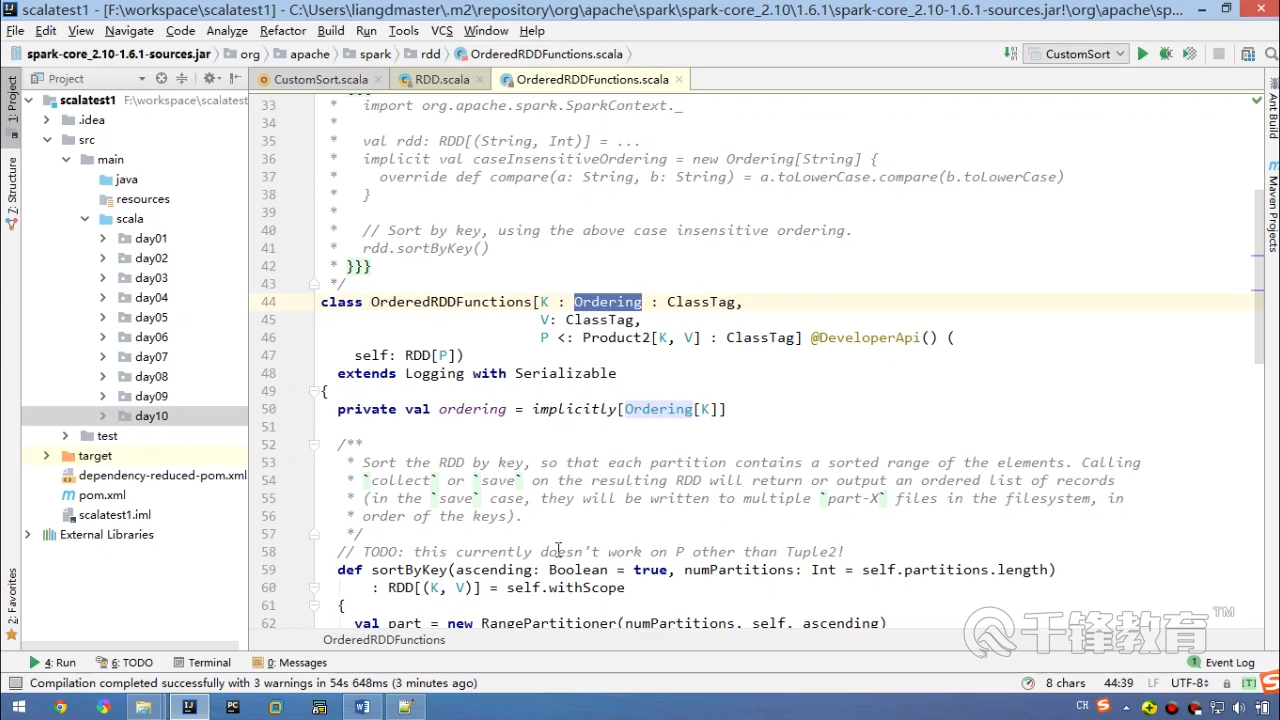 scalatest1 - [F:\workspace\scalatest1] - C:\Users\liangdmaster\.m2\repository\org\apache\spark\spark-core_2.10\1.6.1\spark-core_2.10-1.6.1-sources.jar!\org\apache\sp...
File Edit View Navigate Code Analyze Refactor Build Run Tools VCS Window Help
spark-core_2.10-1.6.1-sources.jar org apache spark rdd OrderedRDDFunctions.scala CustomSort
Project CustomSort.scala RDD.scala OrderedRDDFunctions.scala
1: Project
7: Structure
2: Favorites
Ant Build
Maven Projects
scalatest1 F:\workspace\scalatest
.idea
src
main
java
resources
scala
day01
day02
day03
day04
day05
day06
day07
day08
day09
day10
test
target
dependency-reduced-pom.xml
pom.xml
scalatest1.iml
External Libraries
33 * import org.apache.spark.SparkContext._
34 *
35 * val rdd: RDD[(String, Int)] = ...
36 * implicit val caseInsensitiveOrdering = new Ordering[String] {
37 * override def compare(a: String, b: String) = a.toLowerCase.compare(b.toLowerCase)
38 * }
39 *
40 * // Sort by key, using the above case insensitive ordering.
41 * rdd.sortByKey()
42 * }}}
43 */
44 class OrderedRDDFunctions[K : Ordering : ClassTag,
45 V: ClassTag,
46 P <: Product2[K, V] : ClassTag] @DeveloperApi() (
47 self: RDD[P])
48 extends Logging with Serializable
49 {
50 private val ordering = implicitly[Ordering[K]]
51
52 /**
53 * Sort the RDD by key, so that each partition contains a sorted range of the elements. Calling
54 * `collect` or `save` on the resulting RDD will return or output an ordered list of records
55 * (in the `save` case, they will be written to multiple `part-X` files in the filesystem, in
56 * order of the keys).
57 */
58 // TODO: this currently doesn't work on P other than Tuple2!
59 def sortByKey(ascending: Boolean = true, numPartitions: Int = self.partitions.length)
60 : RDD[(K, V)] = self.withScope
61 {
62 val part = new RangePartitioner(numPartitions, self, ascending)
OrderedRDDFunctions
千锋教育™
4: Run 6: TODO Terminal 0: Messages 1 Event Log
Compilation completed successfully with 3 warnings in 54s 648ms (3 minutes ago) 8 chars 44:39 LF UTF-8
CH